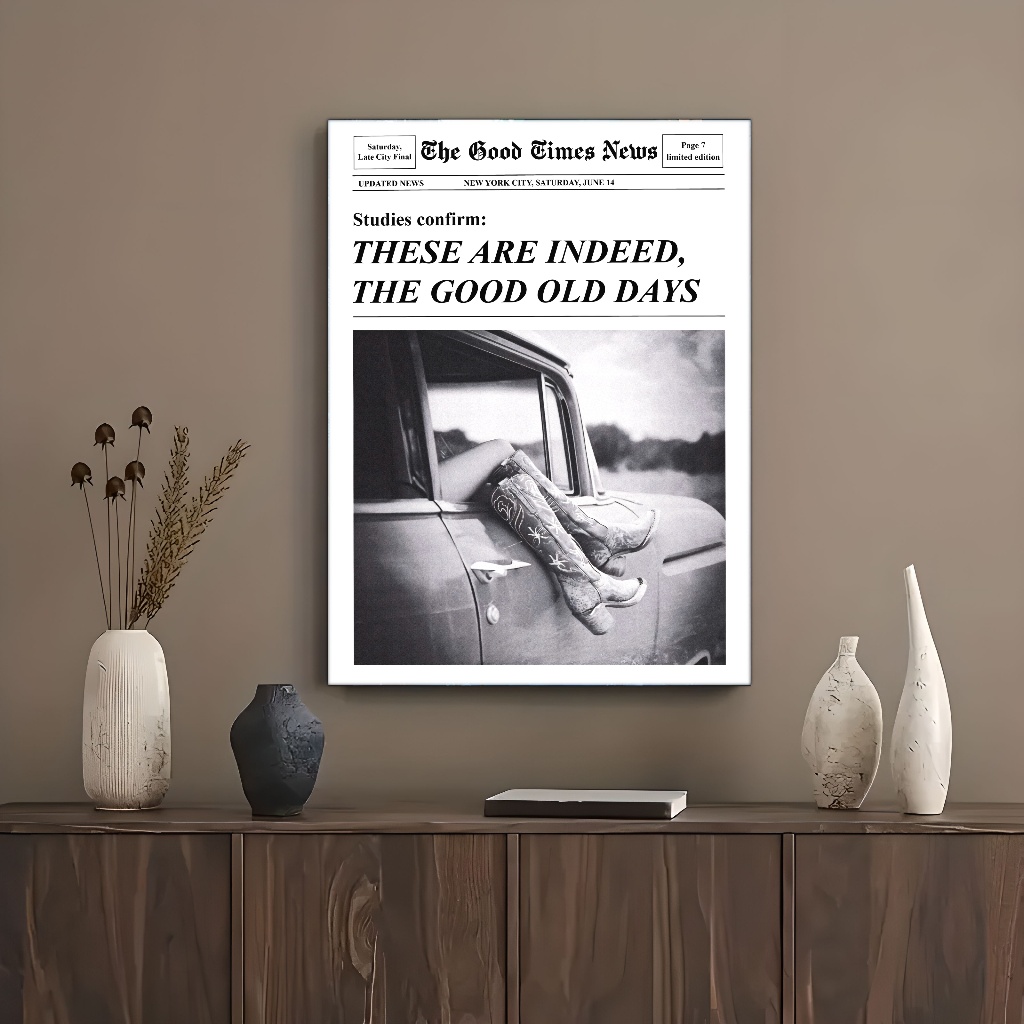 Saturday,
Late City Final
The Good Times News
Page 7
limited edition
UPDATED NEWS
NEW YORK CITY, SATURDAY, JUNE 14
Studies confirm:
THESE ARE INDEED,
THE GOOD OLD DAYS